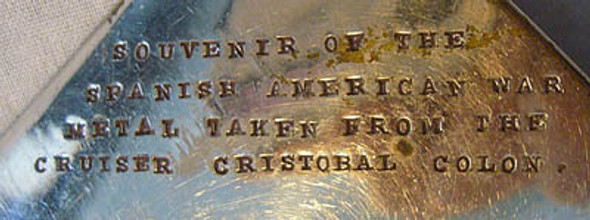 SOUVENIR OF THE
SPANISH AMERICAN WAR
METAL TAKEN FROM THE
CRUISER CRISTOBAL COLON.